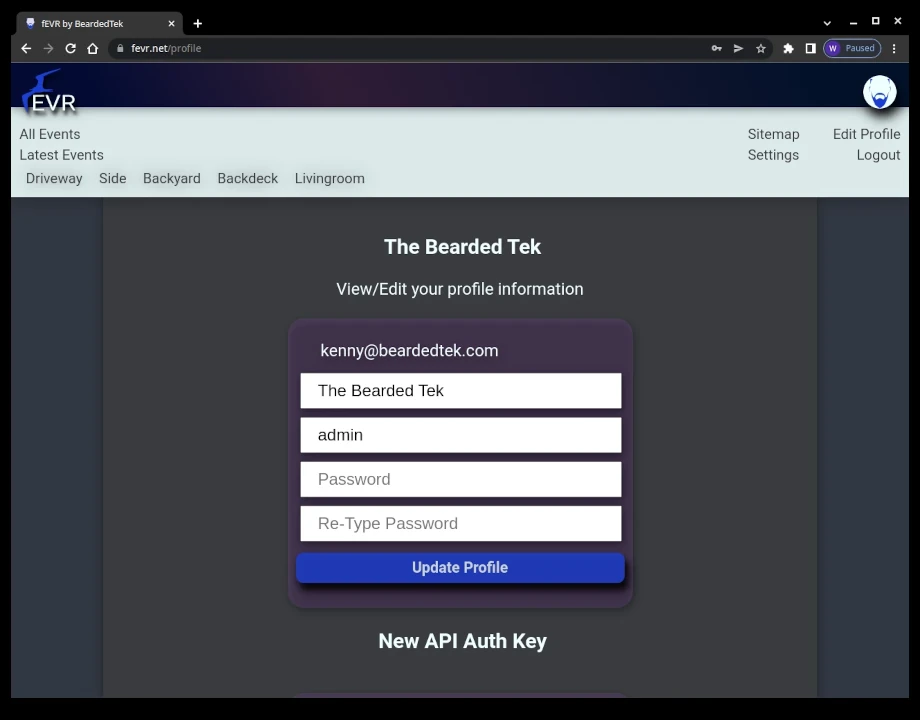 fEVR by BeardedTek
fevr.net/profile
W Paused
EVR
All Events
Latest Events
Driveway Side Backyard Backdeck Livingroom
Sitemap Edit Profile
Settings Logout
The Bearded Tek
View/Edit your profile information
kenny@beardedtek.com
The Bearded Tek
admin
Password
Re-Type Password
Update Profile
New API Auth Key